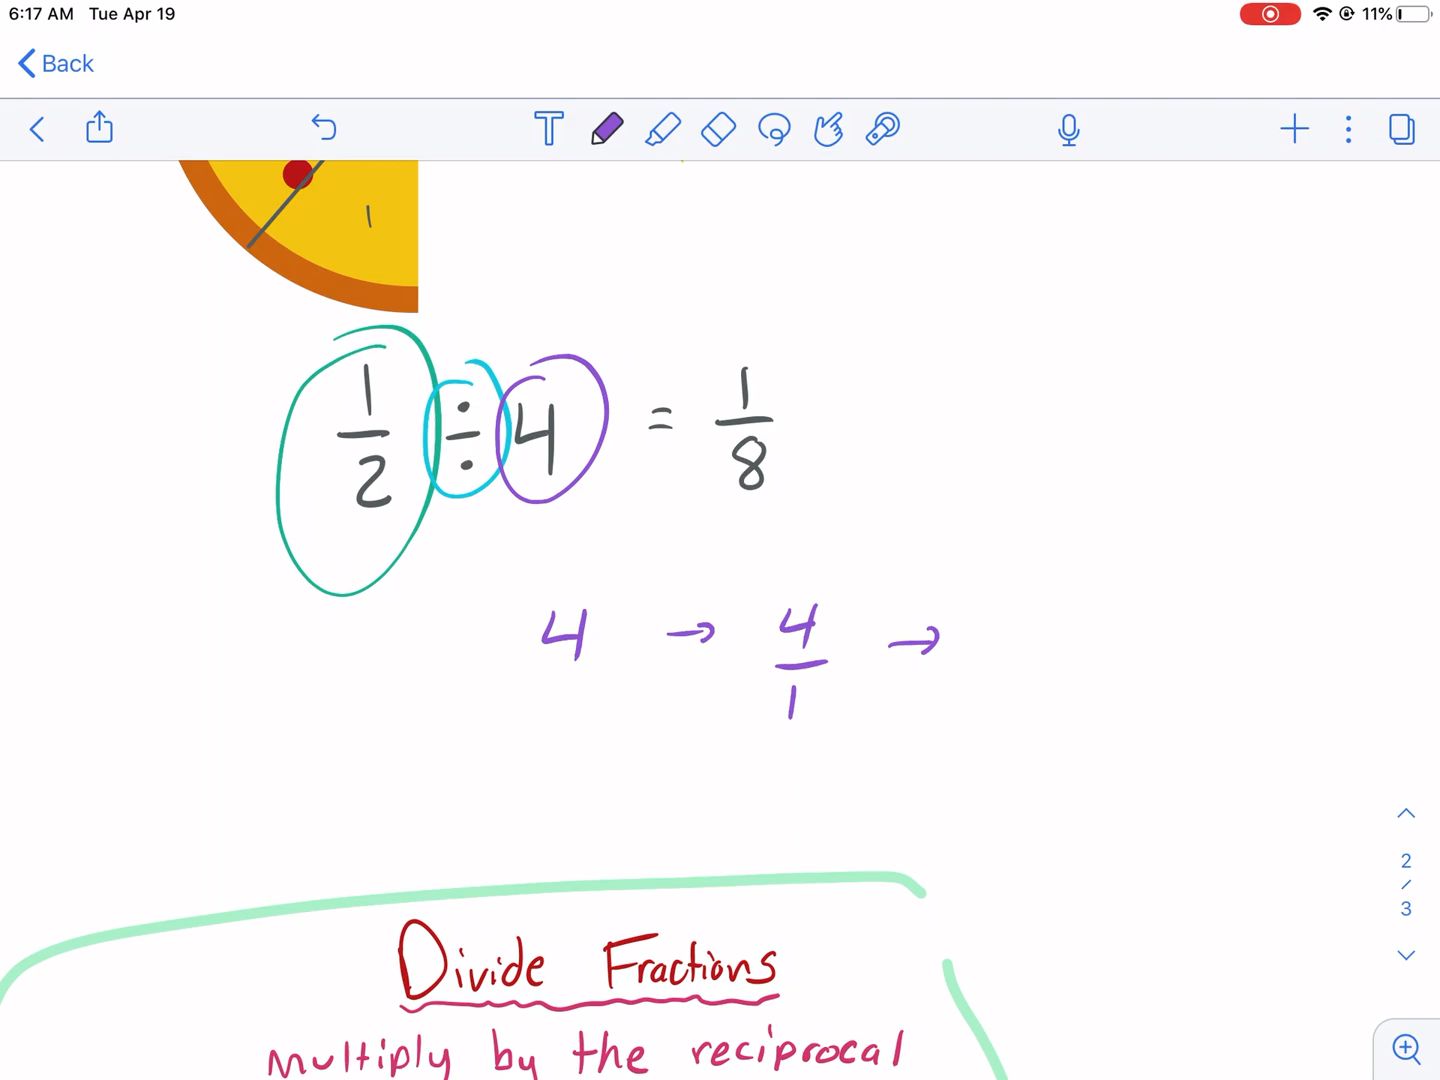 6:17 AM Tue Apr 19 11%
Back
T
1
1/2 ÷ 4 = 1/8
4 → 4/1 →
2
/
3
Divide Fractions
multiply by the reciprocal